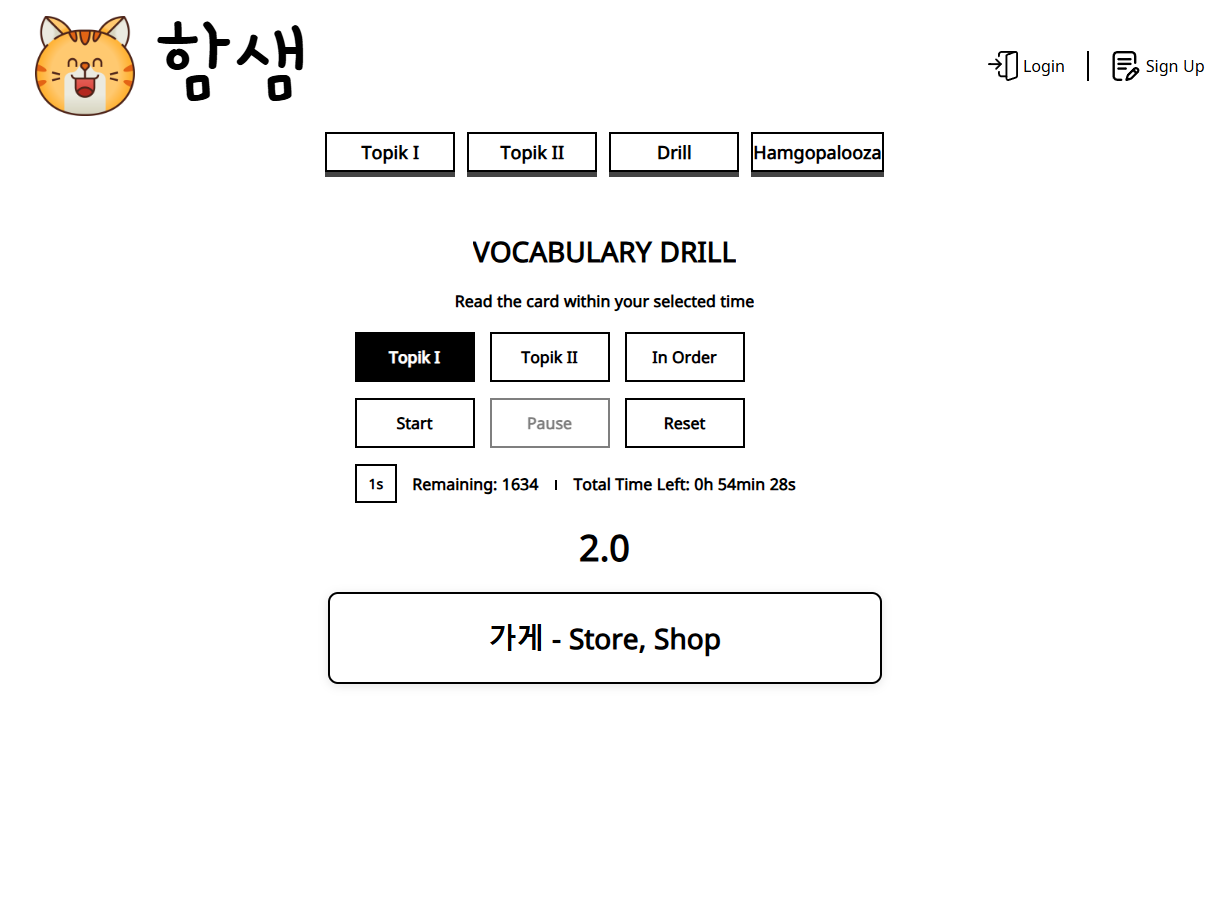 함샘
Login | Sign Up
Topik I Topik II Drill Hamgopalooza
VOCABULARY DRILL
Read the card within your selected time
Topik I Topik II In Order
Start Pause Reset
1s Remaining: 1634 | Total Time Left: 0h 54min 28s
2.0
가게 - Store, Shop